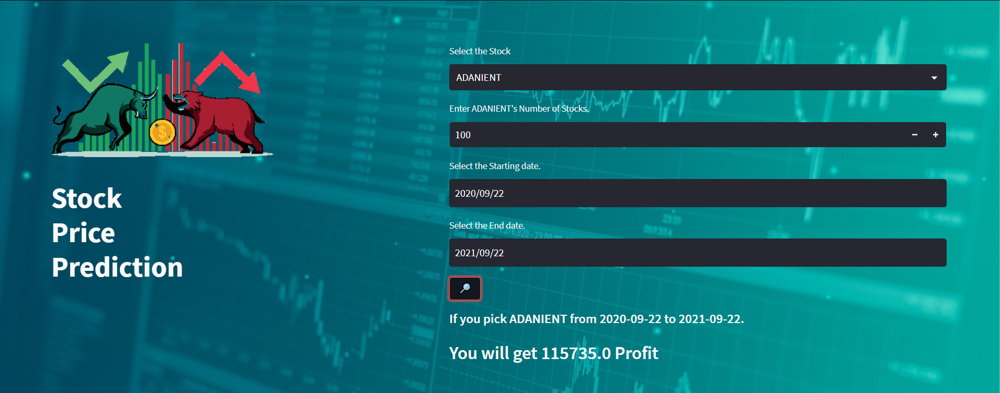 Select the Stock
ADANIENT
Enter ADANIENT's Number of Stocks.
100
Select the Starting date.
2020/09/22
Select the End date.
2021/09/22
Stock
Price
Prediction
If you pick ADANIENT from 2020-09-22 to 2021-09-22.
You will get 115735.0 Profit